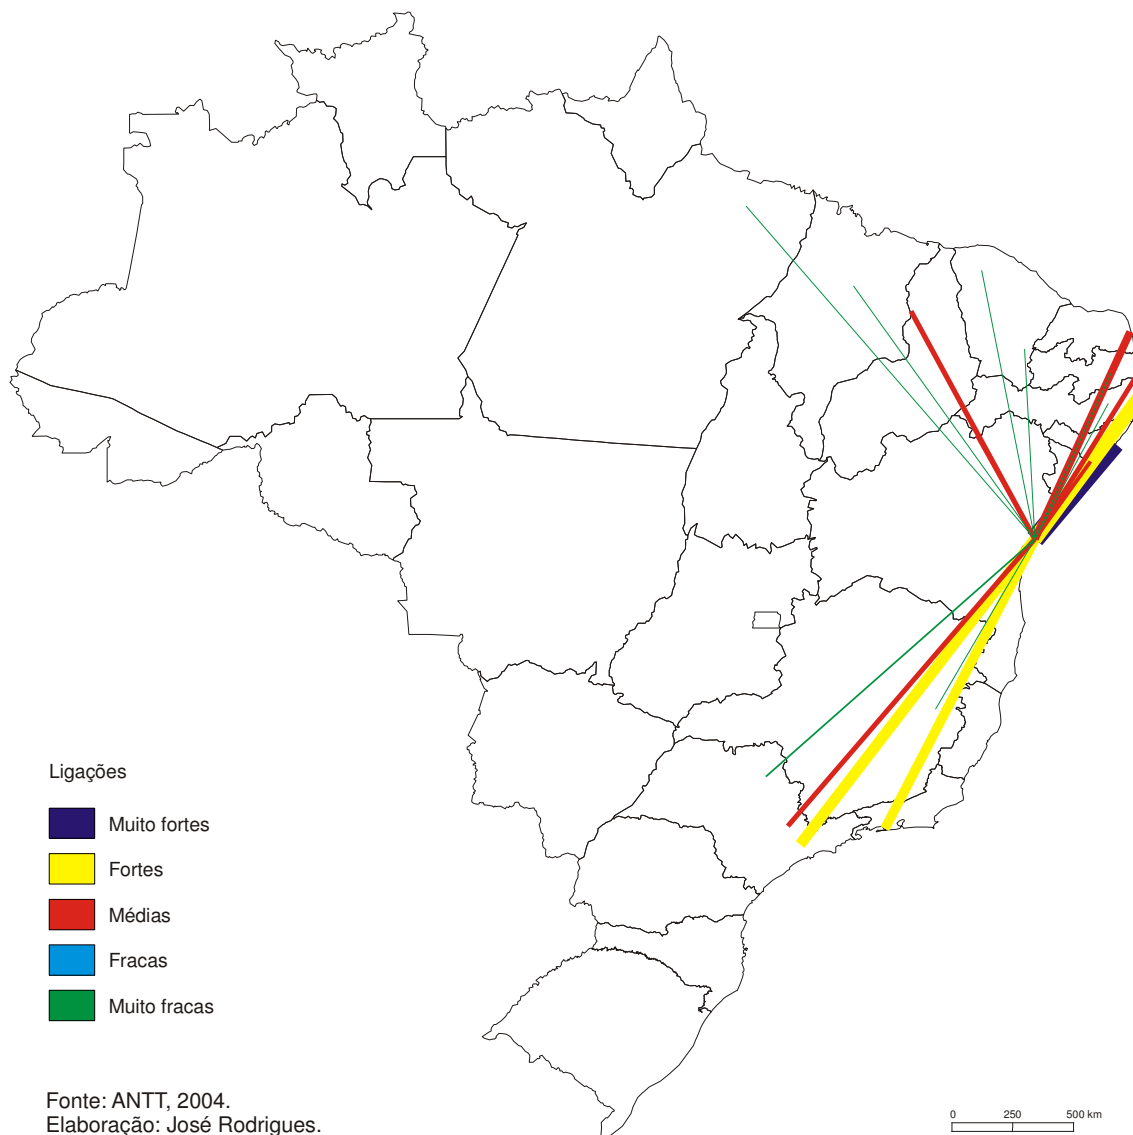 Ligações
Muito fortes
Fortes
Médias
Fracas
Muito fracas
Fonte: ANTT, 2004.
Elaboração: José Rodrigues.
0 250 500 km